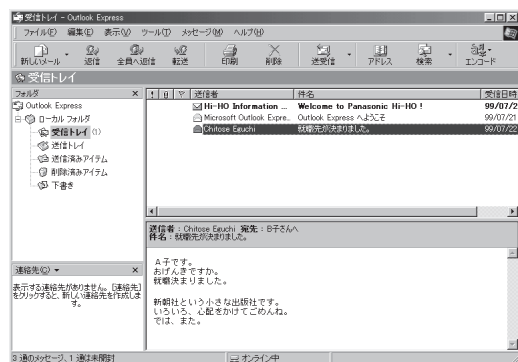 受信トレイ - Outlook Express
ファイル(F) 編集(E) 表示(V) ツール(T) メッセージ(M) ヘルプ(H)
新しいメール 返信 全員へ返信 転送 印刷 削除 送受信 アドレス 検索 エンコード
受信トレイ
フォルダ
Outlook Express
ローカル フォルダ
受信トレイ (1)
送信トレイ
送信済みアイテム
削除済みアイテム
下書き
送信者 件名 受信日時
Hi-HO Information ... Welcome to Panasonic Hi-HO ! 99/07/2
Microsoft Outlook Expre... Outlook Express へようこそ 99/07/21
Chitose Eguchi 就職先が決まりました。 99/07/22
送信者: Chitose Eguchi 宛先: B子さんへ
件名: 就職先が決まりました。
A子です。
おげんきですか。
就職決まりました。
新朝社という小さな出版社です。
いろいろ、心配をかけてごめんね。
では、また。
連絡先(C)
表示する連絡先がありません。[連絡先]
をクリックすると、新しい連絡先を作成しま
す。
3 通のメッセージ、1 通は未開封 オンライン中